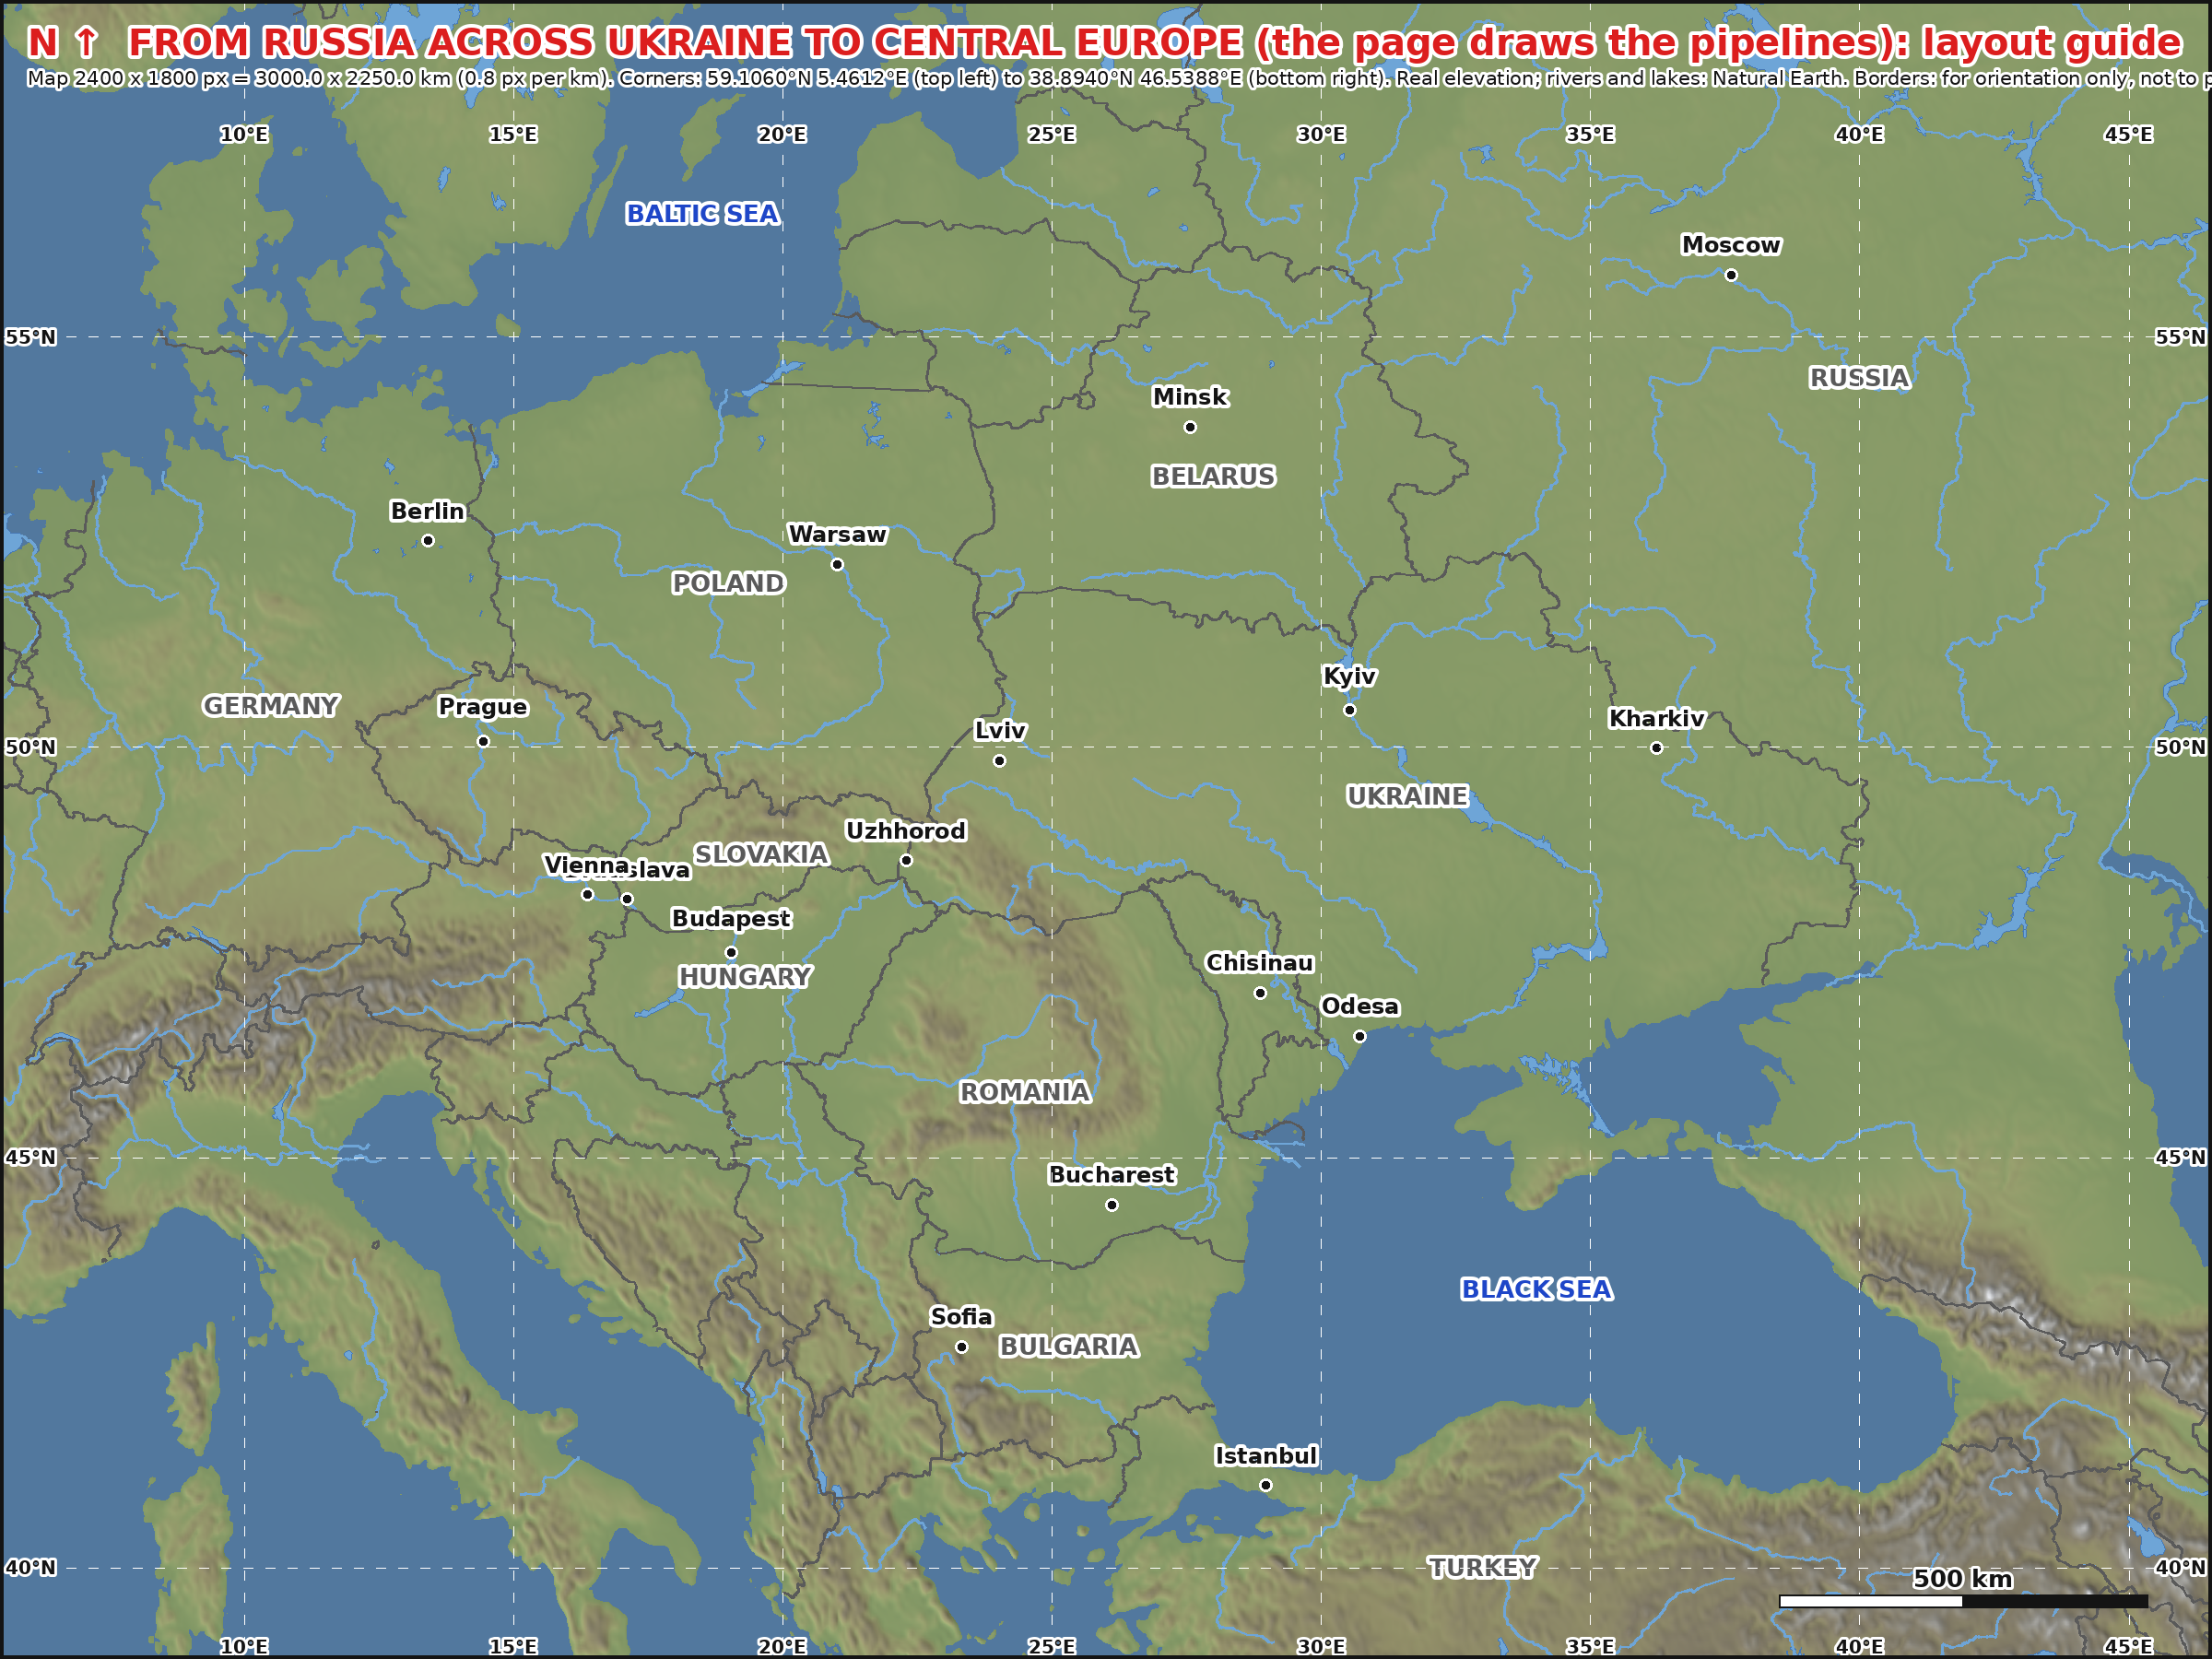 N ↑ FROM RUSSIA ACROSS UKRAINE TO CENTRAL EUROPE (the page draws the pipelines): layout guide
Map 2400 x 1800 px = 3000.0 x 2250.0 km (0.8 px per km). Corners: 59.1060°N 5.4612°E (top left) to 38.8940°N 46.5388°E (bottom right). Real elevation; rivers and lakes: Natural Earth. Borders: for orientation only, not to
10°E 15°E 20°E 25°E 30°E 35°E 40°E 45°E
BALTIC SEA
Moscow
55°N 55°N
RUSSIA
Minsk
BELARUS
Berlin
Warsaw
POLAND
Kyiv
GERMANY
Prague
Kharkiv
Lviv
50°N 50°N
UKRAINE
Uzhhorod
SLOVAKIA
Vienna
Budapest
Chisinau
HUNGARY
Odesa
ROMANIA
45°N 45°N
Bucharest
BLACK SEA
Sofia
BULGARIA
Istanbul
40°N 40°N
TURKEY
500 km
10°E 15°E 20°E 25°E 30°E 35°E 40°E 45°E